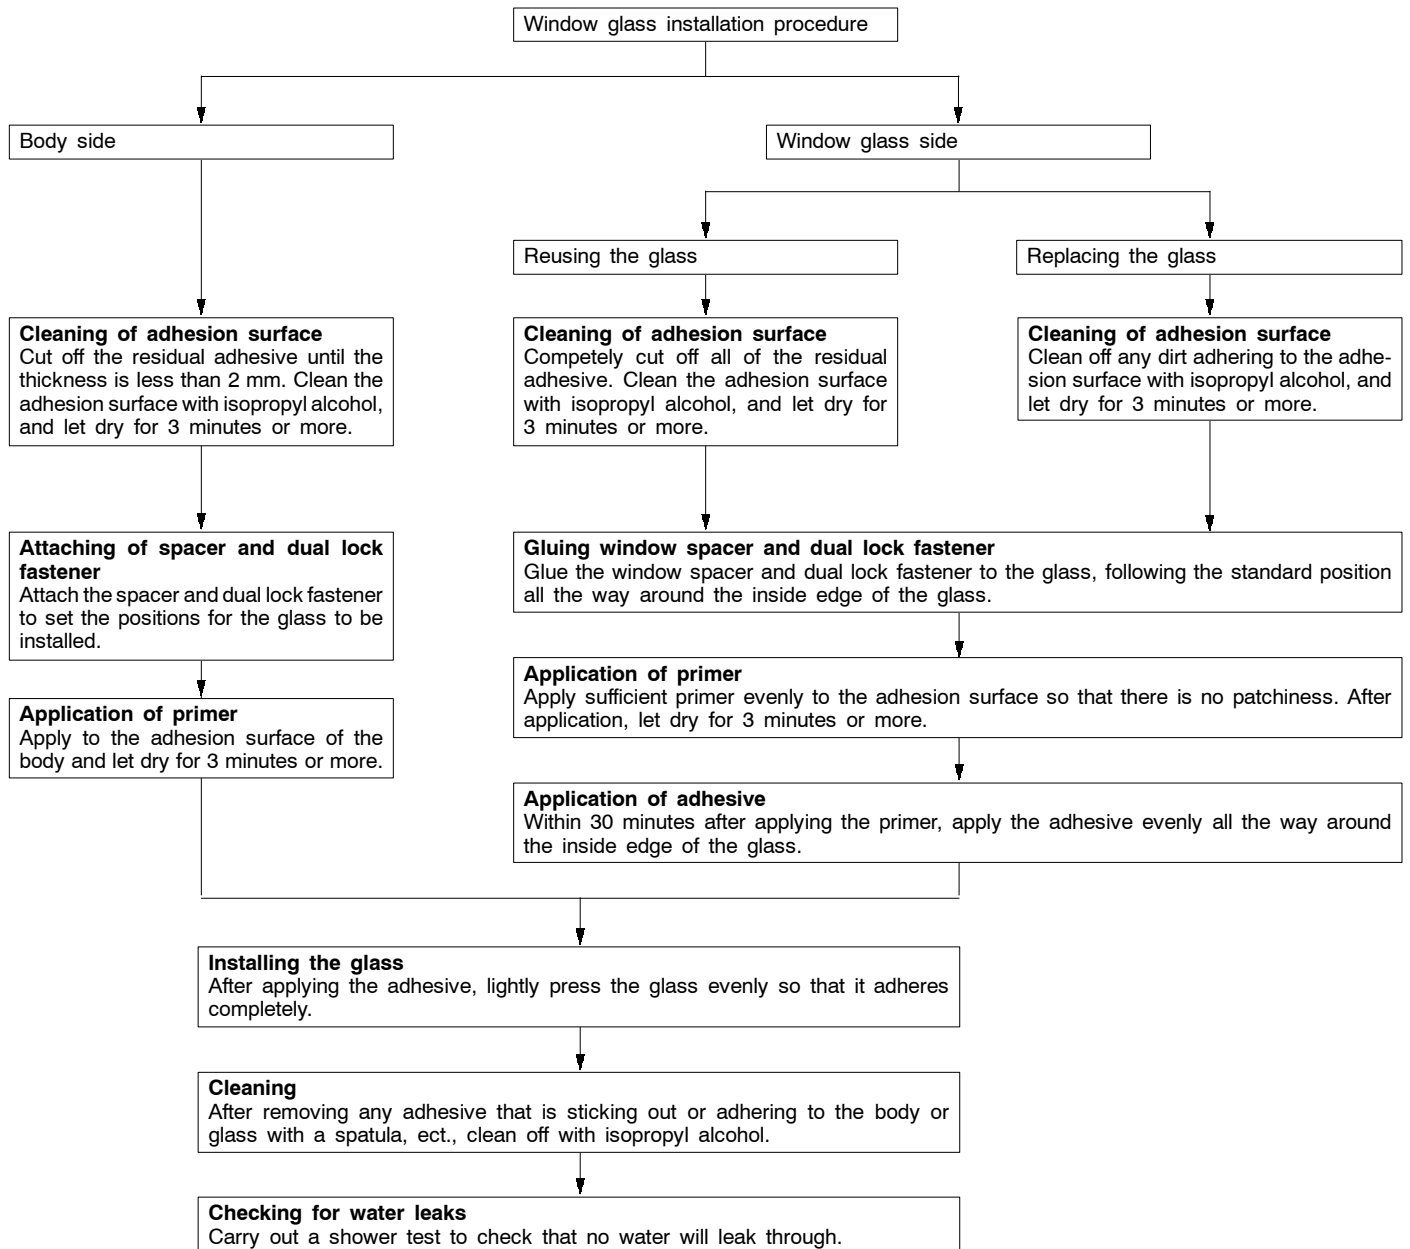 Window glass installation procedure
Body side
Window glass side
Reusing the glass
Replacing the glass
Cleaning of adhesion surface
Cut off the residual adhesive until the
thickness is less than 2 mm. Clean the
adhesion surface with isopropyl alcohol,
and let dry for 3 minutes or more.
Cleaning of adhesion surface
Competely cut off all of the residual
adhesive. Clean the adhesion surface
with isopropyl alcohol, and let dry for
3 minutes or more.
Cleaning of adhesion surface
Clean off any dirt adhering to the adhe-
sion surface with isopropyl alcohol, and
let dry for 3 minutes or more.
Attaching of spacer and dual lock
fastener
Attach the spacer and dual lock fastener
to set the positions for the glass to be
installed.
Gluing window spacer and dual lock fastener
Glue the window spacer and dual lock fastener to the glass, following the standard position
all the way around the inside edge of the glass.
Application of primer
Apply to the adhesion surface of the
body and let dry for 3 minutes or more.
Application of primer
Apply sufficient primer evenly to the adhesion surface so that there is no patchiness. After
application, let dry for 3 minutes or more.
Application of adhesive
Within 30 minutes after applying the primer, apply the adhesive evenly all the way around
the inside edge of the glass.
Installing the glass
After applying the adhesive, lightly press the glass evenly so that it adheres
completely.
Cleaning
After removing any adhesive that is sticking out or adhering to the body or
glass with a spatula, ect., clean off with isopropyl alcohol.
Checking for water leaks
Carry out a shower test to check that no water will leak through.